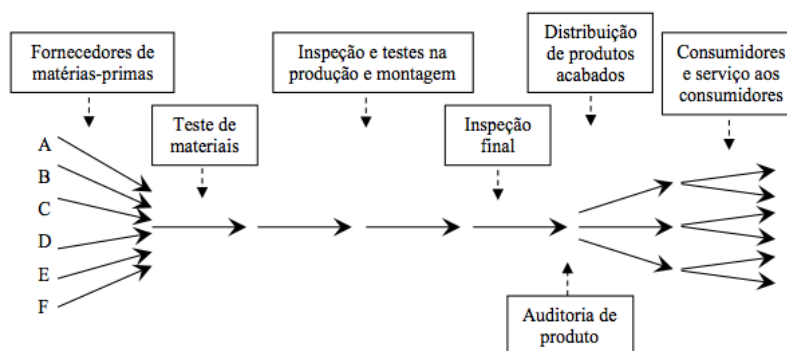 Fornecedores de
matérias-primas
Inspeção e testes na
produção e montagem
Distribuição
de produtos
acabados
Consumidores
e serviço aos
consumidores
Teste de
materiais
Inspeção
final
A
B
C
D
E
F
Auditoria de
produto